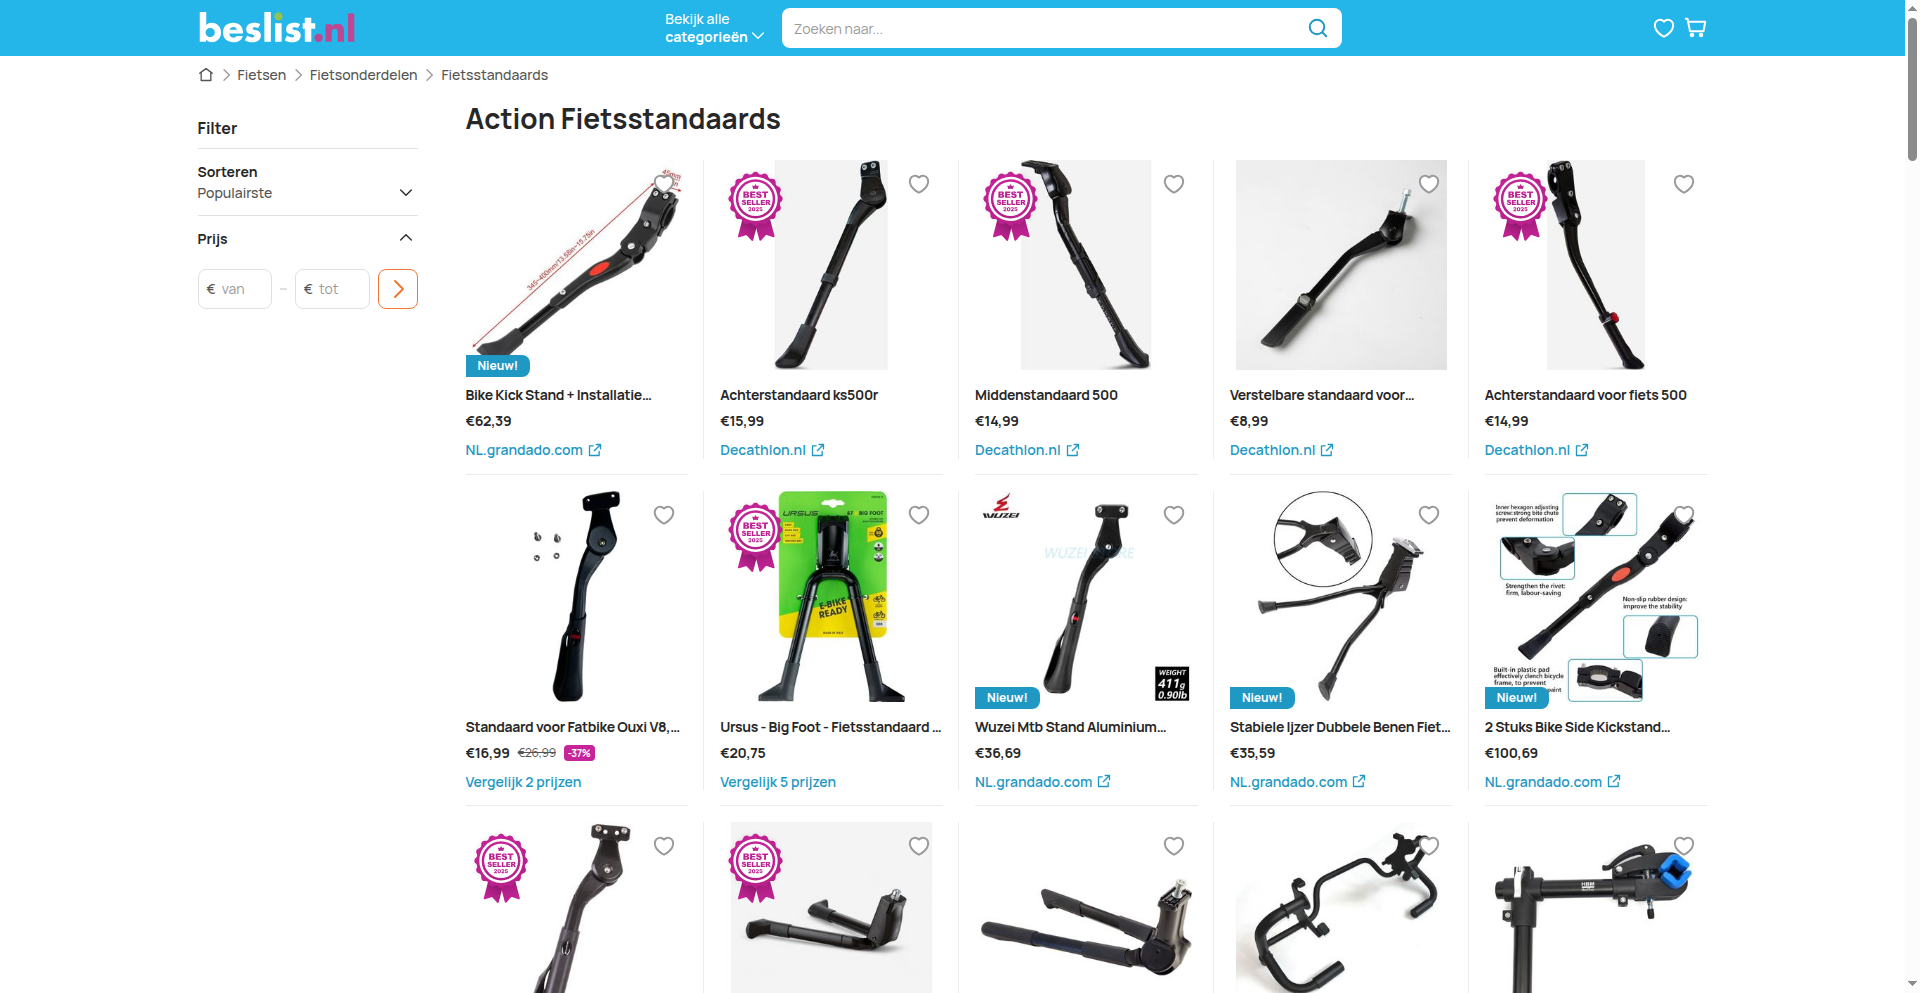 beslist.nl
Bekijk alle
categorieën
Zoeken naar...
Fietsen
Fietsonderdelen
Fietsstandaards
Filter
Sorteren
Populairste
Prijs
€ van
–
€ tot
Action Fietsstandaards
345~400mm/13.58in~15.75in
Nieuw!
Bike Kick Stand + Installatie...
€62,39
NL.grandado.com
BEST
SELLER
2025
Achterstandaard ks500r
€15,99
Decathlon.nl
BEST
SELLER
2025
Middenstandaard 500
€14,99
Decathlon.nl
Verstelbare standaard voor...
€8,99
Decathlon.nl
BEST
SELLER
2025
Achterstandaard voor fiets 500
€14,99
Decathlon.nl
Standaard voor Fatbike Ouxi V8,...
€16,99 €26,99 -37%
Vergelijk 2 prijzen
BEST
SELLER
2025
URSUS
BIG FOOT
E-BIKE
READY
Ursus - Big Foot - Fietsstandaard ...
€20,75
Vergelijk 5 prijzen
WUZEI
WEIGHT
411g
0.90lb
Nieuw!
Wuzei Mtb Stand Aluminium...
€36,69
NL.grandado.com
Nieuw!
Stabiele Ijzer Dubbele Benen Fiet...
€35,59
NL.grandado.com
Inner hexagon adjusting
screw:strong bite chute
prevent deformation
Strengthen the rivet:
firm, labour-saving
Non-slip rubber design:
improve the stability
Built-in plastic pad
effectively clench bicycle
frame, to prevent
paint
Nieuw!
2 Stuks Bike Side Kickstand...
€100,69
NL.grandado.com
BEST
SELLER
2025
BEST
SELLER
2025
HBM